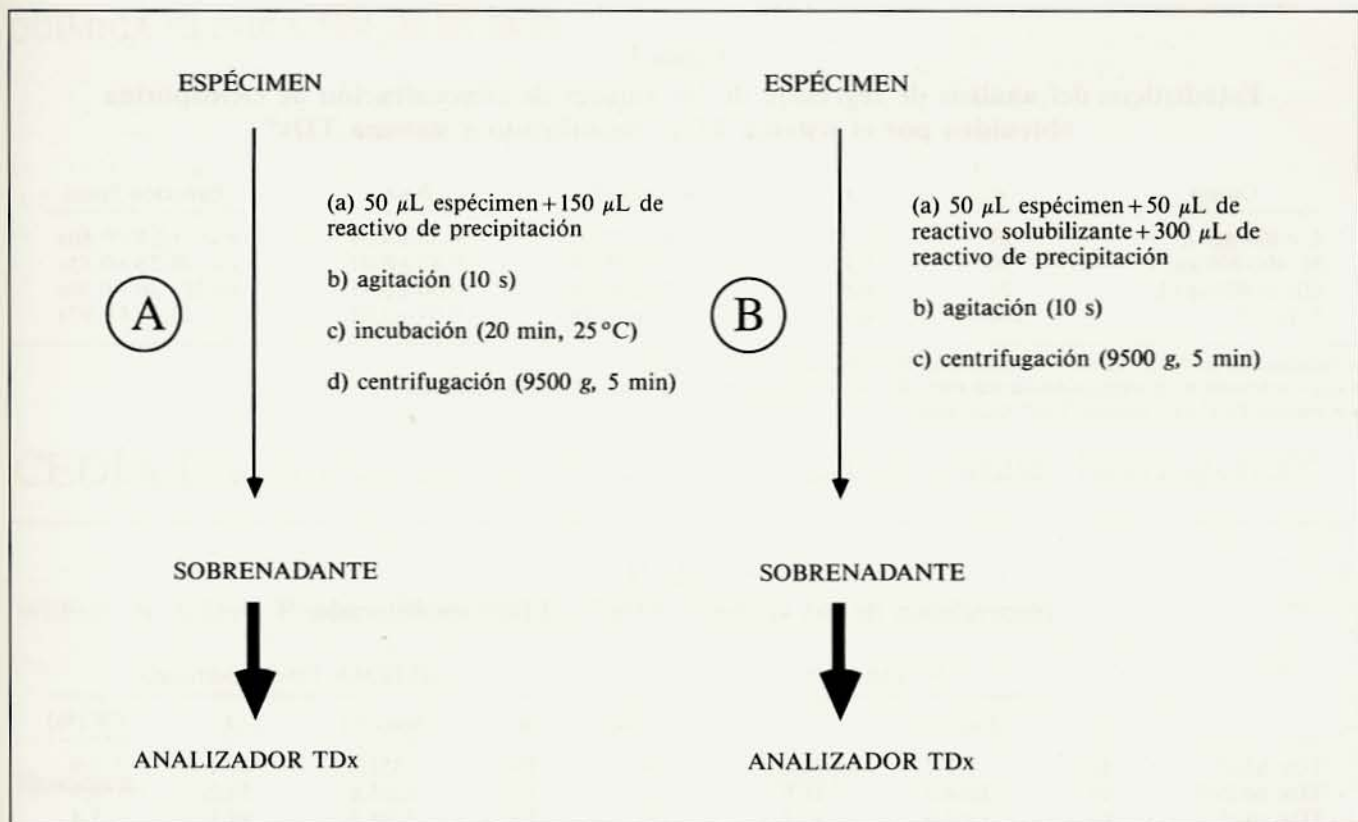 ESPÉCIMEN
(a) 50 μL espécimen+150 μL de
reactivo de precipitación
b) agitación (10 s)
A
c) incubación (20 min, 25°C)
d) centrifugación (9500 g, 5 min)
SOBRENADANTE
ANALIZADOR TDx
ESPÉCIMEN
(a) 50 μL espécimen+50 μL de
reactivo solubilizante+300 μL de
reactivo de precipitación
B
b) agitación (10 s)
c) centrifugación (9500 g, 5 min)
SOBRENADANTE
ANALIZADOR TDx